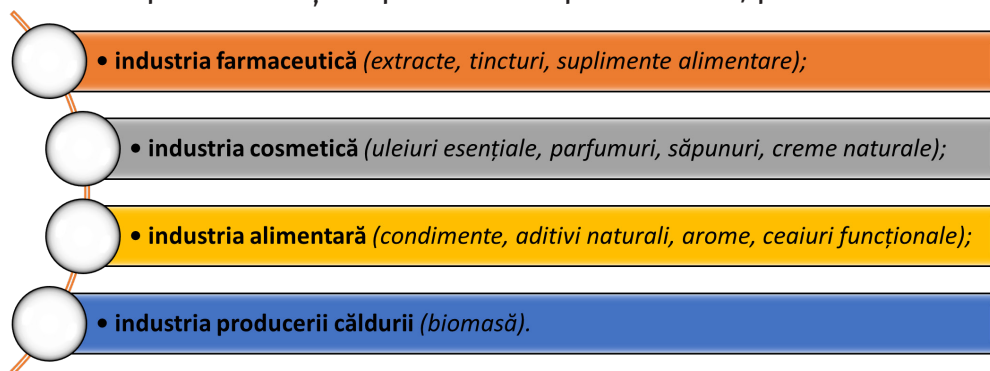 • industria farmaceutică (extracte, tincturi, suplimente alimentare);
• industria cosmetică (uleiuri esențiale, parfumuri, săpunuri, creme naturale);
• industria alimentară (condimente, aditivi naturali, arome, ceaiuri funcționale);
• industria producerii căldurii (biomasă).